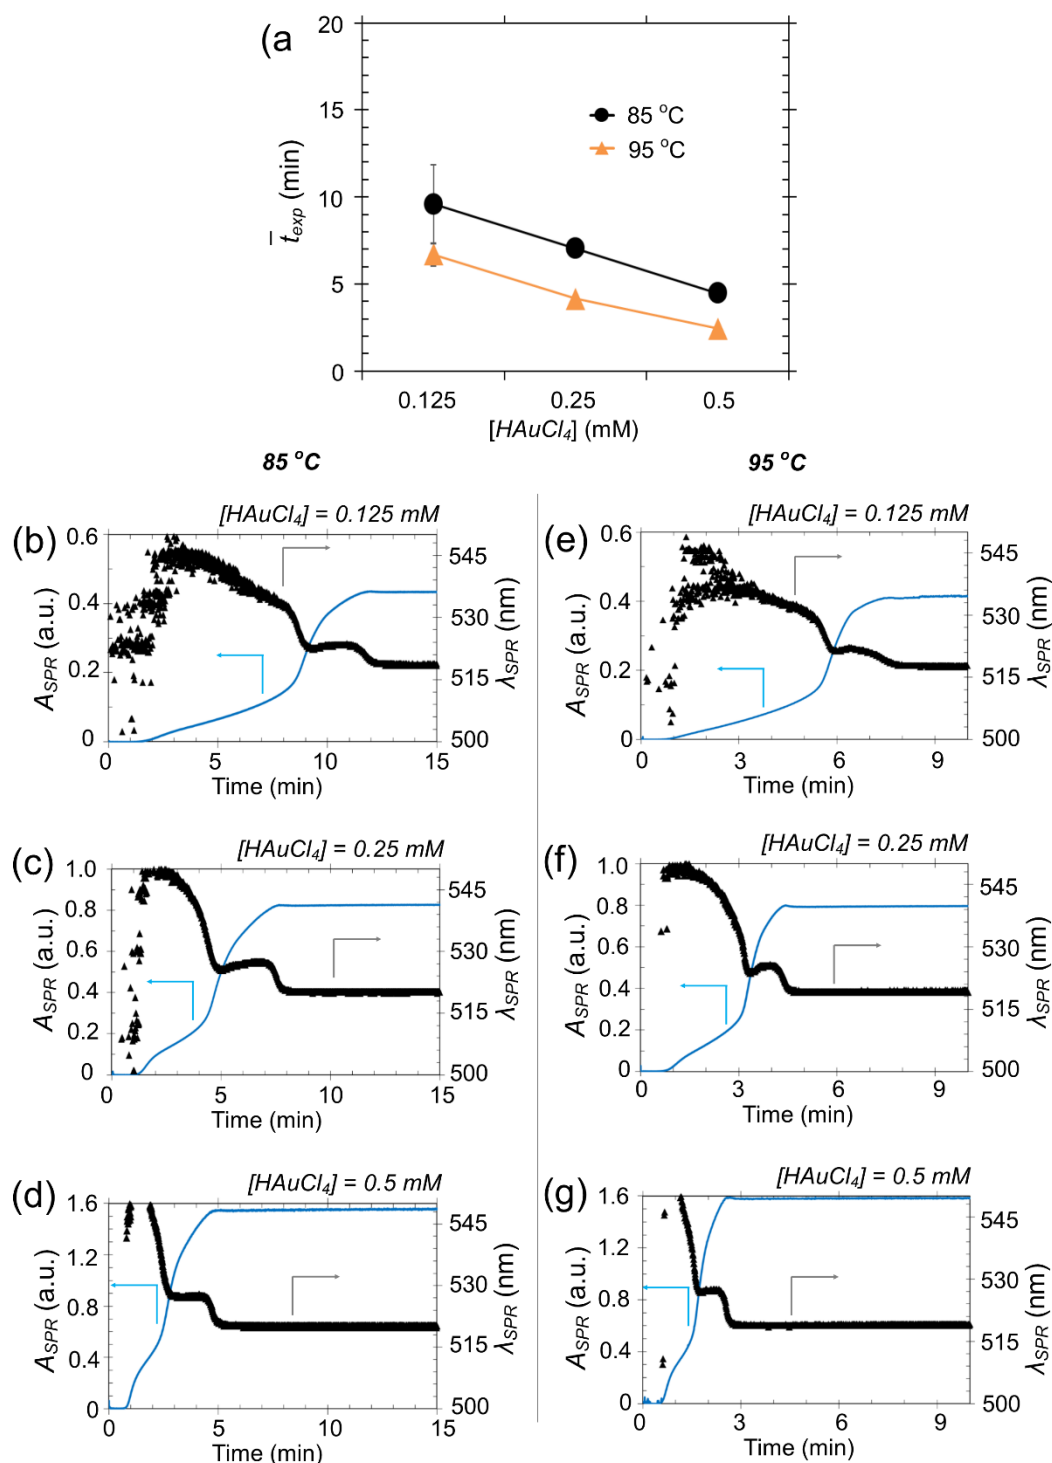 (a
20
15
10
5
0
t̄exp (min)
85 °C
95 °C
0.125 0.25 0.5
[HAuCl4] (mM)
85 °C 95 °C
(b)
[HAuCl4] = 0.125 mM
0.6
0.4
0.2
0
ASPR (a.u.)
545
530
515
500
λSPR (nm)
0 5 10 15
Time (min)
(e)
[HAuCl4] = 0.125 mM
0.6
0.4
0.2
0
ASPR (a.u.)
545
530
515
500
λSPR (nm)
0 3 6 9
Time (min)
(c)
[HAuCl4] = 0.25 mM
1.0
0.8
0.6
0.4
0.2
0
ASPR (a.u.)
545
530
515
500
λSPR (nm)
0 5 10 15
Time (min)
(f)
[HAuCl4] = 0.25 mM
1.0
0.8
0.6
0.4
0.2
0
ASPR (a.u.)
545
530
515
500
λSPR (nm)
0 3 6 9
Time (min)
(d)
[HAuCl4] = 0.5 mM
1.6
1.2
0.8
0.4
0
ASPR (a.u.)
545
530
515
500
λSPR (nm)
0 5 10 15
Time (min)
(g)
[HAuCl4] = 0.5 mM
1.6
1.2
0.8
0.4
0
ASPR (a.u.)
545
530
515
500
λSPR (nm)
0 3 6 9
Time (min)